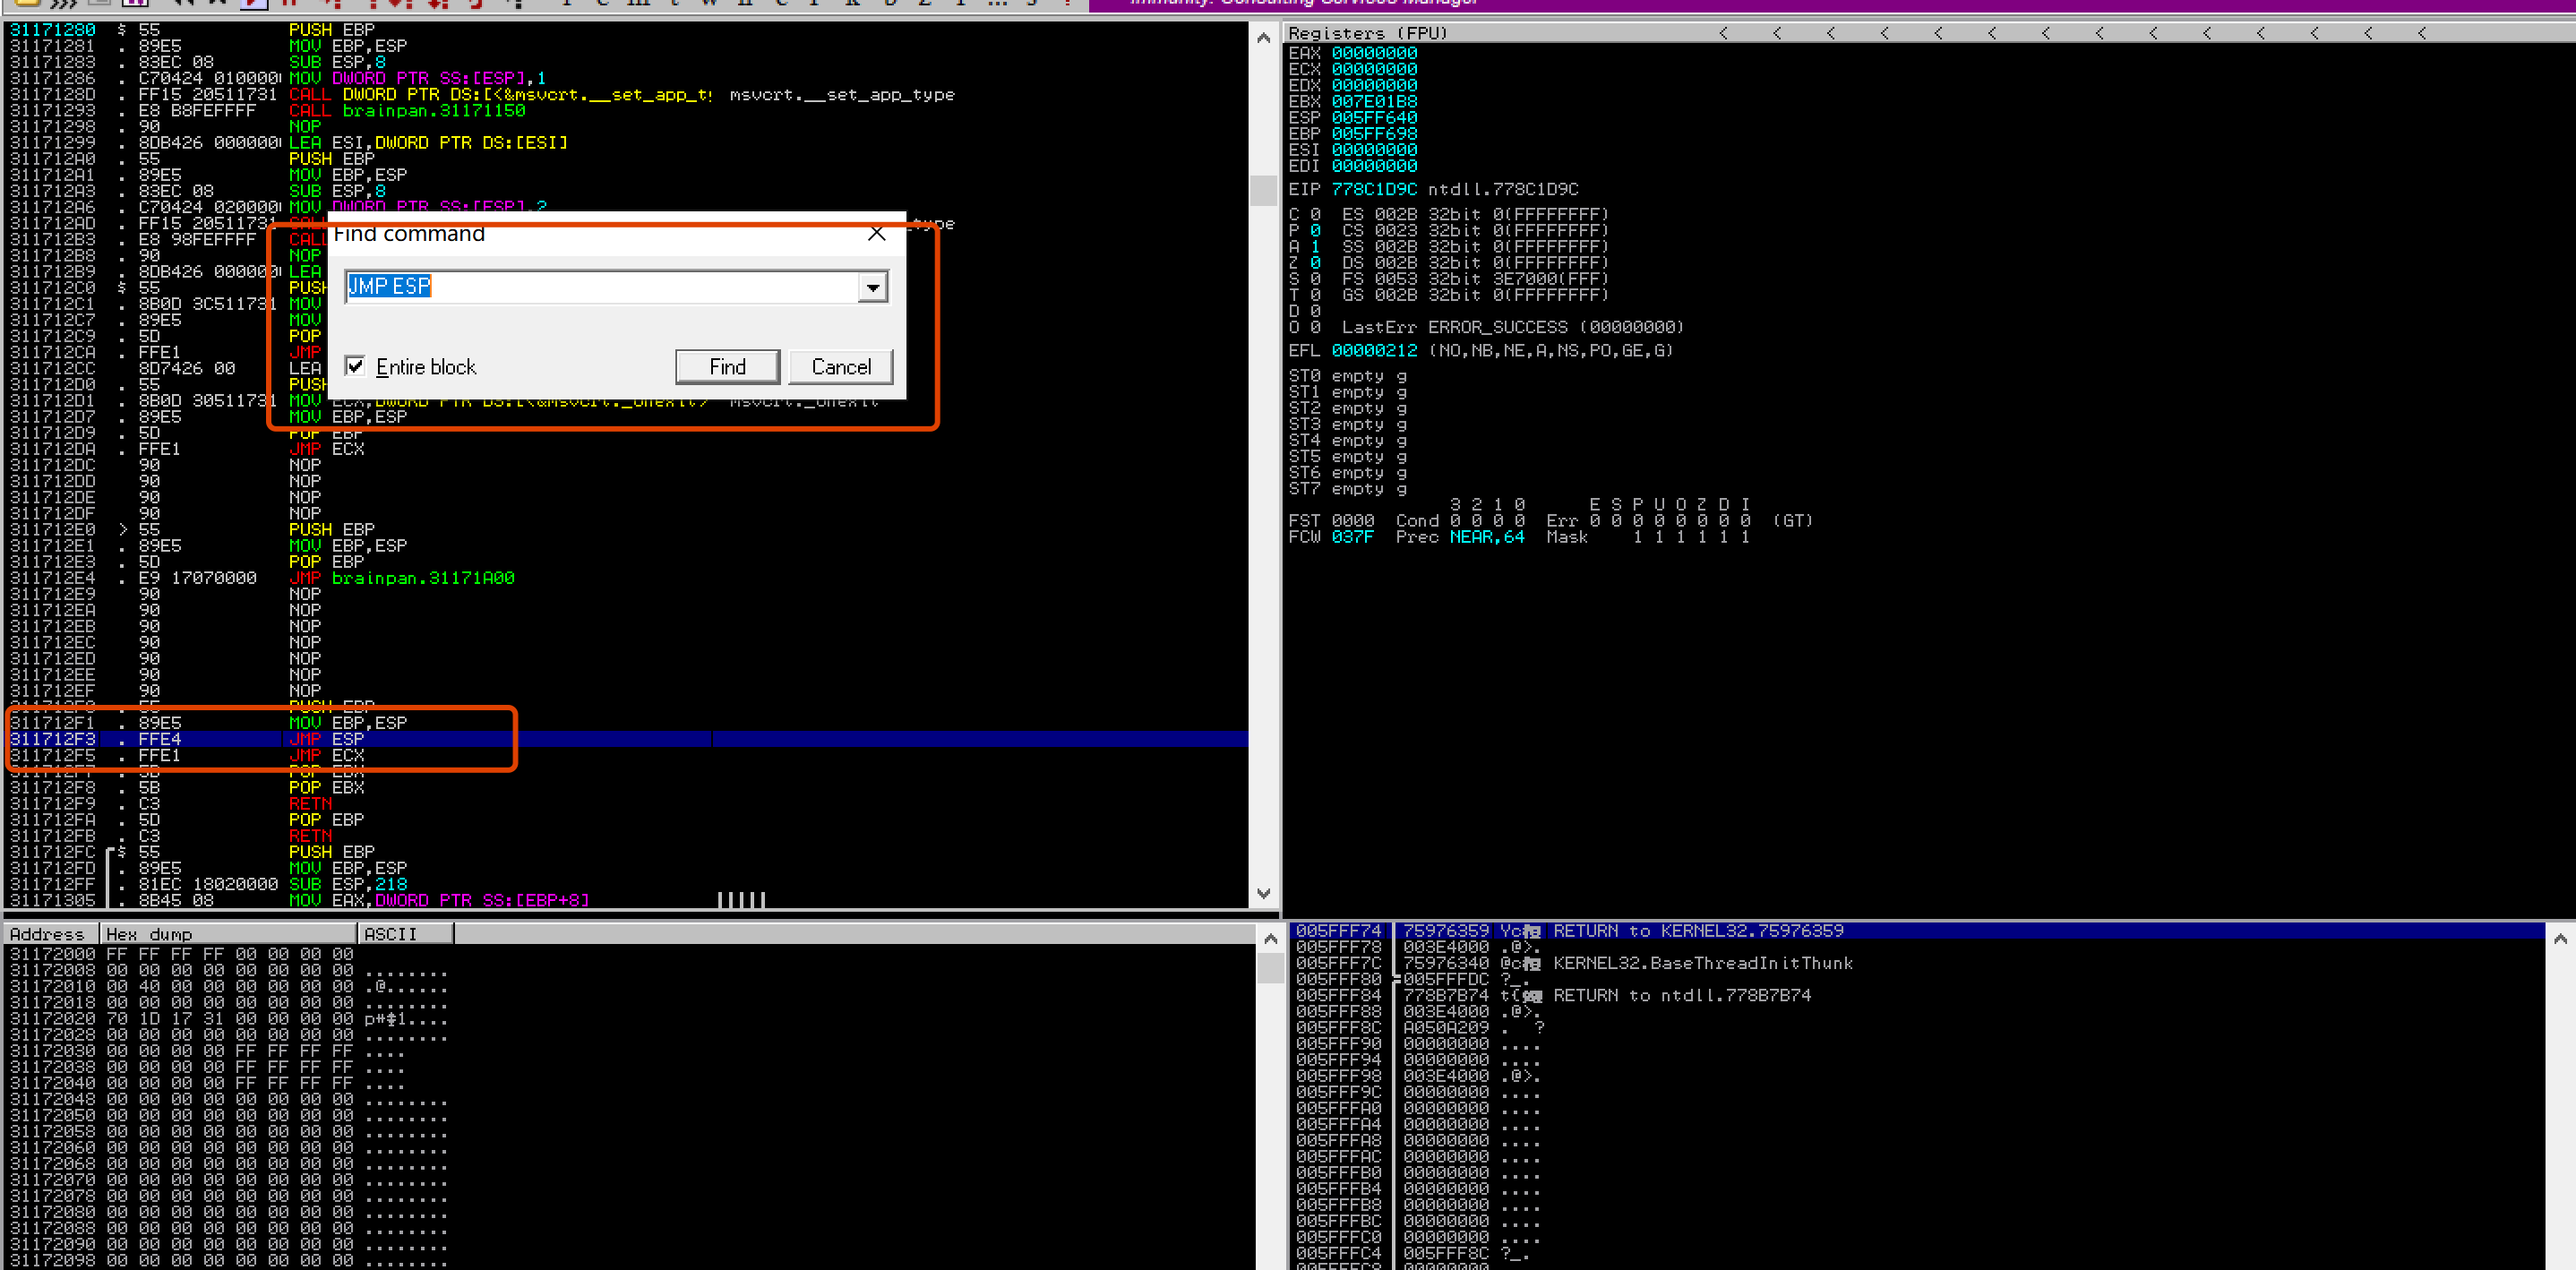 Immunity: Consulting Services Manager
31171280 $ 55 PUSH EBP
31171281 . 89E5 MOV EBP,ESP
31171283 . 83EC 08 SUB ESP,8
31171286 . C70424 010000 MOV DWORD PTR SS:[ESP],1
3117128D . FF15 20511731 CALL DWORD PTR DS:[<&msvcrt.__set_app_t msvcrt.__set_app_type
31171293 . E8 B8FEFFFF CALL brainpan.31171150
31171298 . 90 NOP
31171299 . 8DB426 000000 LEA ESI,DWORD PTR DS:[ESI]
311712A0 . 55 PUSH EBP
311712A1 . 89E5 MOV EBP,ESP
311712A3 . 83EC 08 SUB ESP,8
311712A6 . C70424 020000 MOV DWORD PTR SS:[ESP],2
311712AD . FF15 20511731 CALL _type
311712B3 . E8 98FEFFFF CALL
311712B8 . 90 NOP
311712B9 . 8DB426 000000 LEA
311712C0 $ 55 PUSH
311712C1 . 8B0D 3C511731 MOV
311712C7 . 89E5 MOV
311712C9 . 5D POP
311712CA . FFE1 JMP
311712CC 8D7426 00 LEA
311712D0 . 55 PUSH
311712D1 . 8B0D 30511731 MOV ECX,DWORD PTR DS:[<&msvcrt._onexit> msvcrt._onexit
311712D7 . 89E5 MOV EBP,ESP
311712D9 . 5D POP EBP
311712DA . FFE1 JMP ECX
311712DC 90 NOP
311712DD 90 NOP
311712DE 90 NOP
311712DF 90 NOP
311712E0 > 55 PUSH EBP
311712E1 . 89E5 MOV EBP,ESP
311712E3 . 5D POP EBP
311712E4 . E9 17070000 JMP brainpan.31171A00
311712E9 90 NOP
311712EA 90 NOP
311712EB 90 NOP
311712EC 90 NOP
311712ED 90 NOP
311712EE 90 NOP
311712EF 90 NOP
311712F0 . 55 PUSH EBP
311712F1 . 89E5 MOV EBP,ESP
311712F3 . FFE4 JMP ESP
311712F5 . FFE1 JMP ECX
311712F7 . 5B POP EBX
311712F8 . 5B POP EBX
311712F9 . C3 RETN
311712FA . 5D POP EBP
311712FB . C3 RETN
311712FC $ 55 PUSH EBP
311712FD . 89E5 MOV EBP,ESP
311712FF . 81EC 18020000 SUB ESP,218
31171305 . 8B45 08 MOV EAX,DWORD PTR SS:[EBP+8]
Find command
JMP ESP
Entire block
Find
Cancel
Registers (FPU) < < < < < < < < < < < < < <
EAX 00000000
ECX 00000000
EDX 00000000
EBX 007E01B8
ESP 005FF640
EBP 005FF698
ESI 00000000
EDI 00000000
EIP 778C1D9C ntdll.778C1D9C
C 0 ES 002B 32bit 0(FFFFFFFF)
P 0 CS 0023 32bit 0(FFFFFFFF)
A 1 SS 002B 32bit 0(FFFFFFFF)
Z 0 DS 002B 32bit 0(FFFFFFFF)
S 0 FS 0053 32bit 3E7000(FFF)
T 0 GS 002B 32bit 0(FFFFFFFF)
D 0
O 0 LastErr ERROR_SUCCESS (00000000)
EFL 00000212 (NO,NB,NE,A,NS,PO,GE,G)
ST0 empty g
ST1 empty g
ST2 empty g
ST3 empty g
ST4 empty g
ST5 empty g
ST6 empty g
ST7 empty g
3 2 1 0 E S P U O Z D I
FST 0000 Cond 0 0 0 0 Err 0 0 0 0 0 0 0 0 (GT)
FCW 037F Prec NEAR,64 Mask 1 1 1 1 1 1
Address Hex dump ASCII
31172000 FF FF FF FF 00 00 00 00
31172008 00 00 00 00 00 00 00 00 ........
31172010 00 40 00 00 00 00 00 00 .@......
31172018 00 00 00 00 00 00 00 00 ........
31172020 70 1D 17 31 00 00 00 00 p#‡1....
31172028 00 00 00 00 00 00 00 00 ........
31172030 00 00 00 00 FF FF FF FF ....
31172038 00 00 00 00 FF FF FF FF ....
31172040 00 00 00 00 FF FF FF FF ....
31172048 00 00 00 00 00 00 00 00 ........
31172050 00 00 00 00 00 00 00 00 ........
31172058 00 00 00 00 00 00 00 00 ........
31172060 00 00 00 00 00 00 00 00 ........
31172068 00 00 00 00 00 00 00 00 ........
31172070 00 00 00 00 00 00 00 00 ........
31172078 00 00 00 00 00 00 00 00 ........
31172080 00 00 00 00 00 00 00 00 ........
31172088 00 00 00 00 00 00 00 00 ........
31172090 00 00 00 00 00 00 00 00 ........
31172098 00 00 00 00 00 00 00 00 ........
005FFF74 75976359 Yc RETURN to KERNEL32.75976359
005FFF78 003E4000 .@>.
005FFF7C 75976340 @c KERNEL32.BaseThreadInitThunk
005FFF80 005FFFDC ?_.
005FFF84 778B7B74 t{ RETURN to ntdll.778B7B74
005FFF88 003E4000 .@>.
005FFF8C A050A209 . ?
005FFF90 00000000 ....
005FFF94 00000000 ....
005FFF98 003E4000 .@>.
005FFF9C 00000000 ....
005FFFA0 00000000 ....
005FFFA4 00000000 ....
005FFFA8 00000000 ....
005FFFAC 00000000 ....
005FFFB0 00000000 ....
005FFFB4 00000000 ....
005FFFB8 00000000 ....
005FFFBC 00000000 ....
005FFFC0 00000000 ....
005FFFC4 005FFF8C ?_.
005FFFC8 00000000